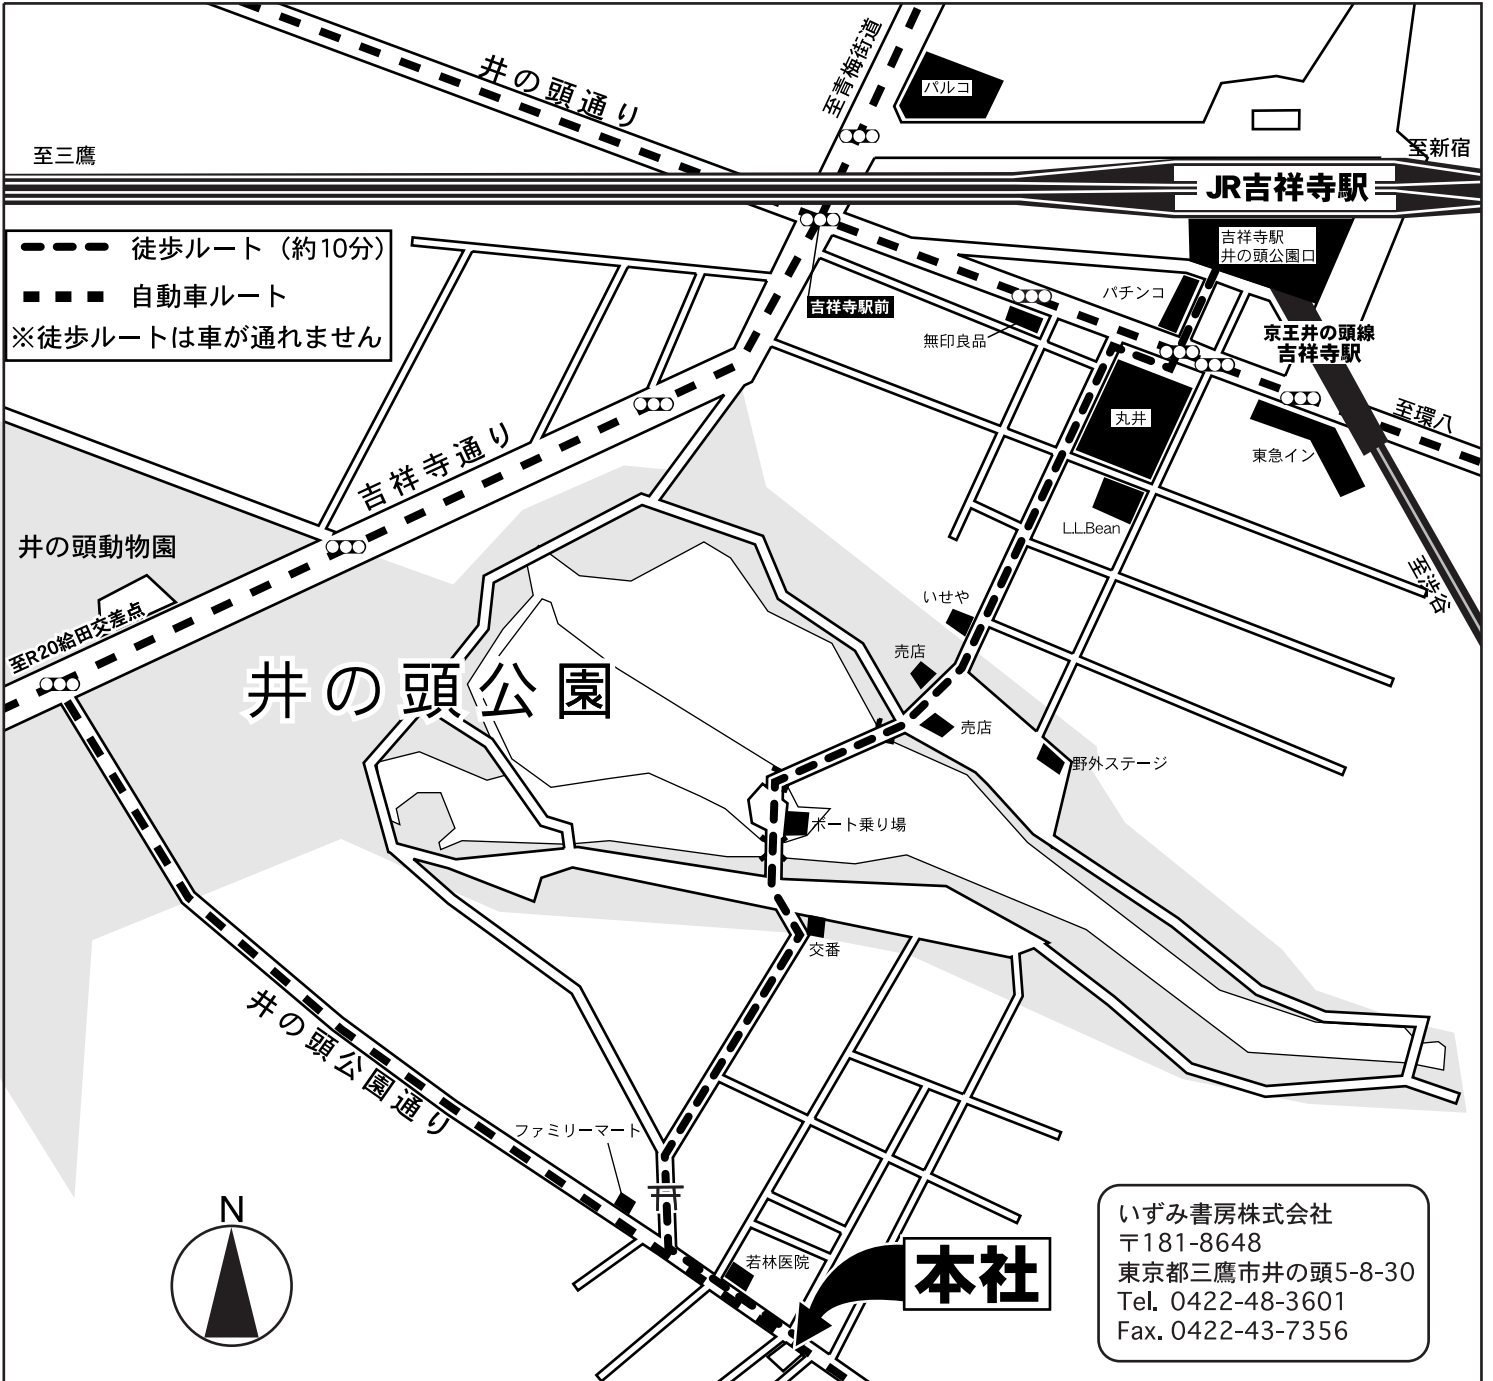 井の頭通り
至青梅街道
パルコ
至三鷹
至新宿
JR吉祥寺駅
吉祥寺駅
井の頭公園口
徒歩ルート（約10分）
自動車ルート
※徒歩ルートは車が通れません
吉祥寺駅前
パチンコ
無印良品
京王井の頭線
吉祥寺駅
丸井
至環八
東急イン
吉祥寺通り
L.L.Bean
井の頭動物園
至渋谷
至R20給田交差点
いせや
売店
井の頭公園
売店
野外ステージ
ボート乗り場
交番
井の頭公園通り
ファミリーマート
N
若林医院
本社
いずみ書房株式会社
〒181-8648
東京都三鷹市井の頭5-8-30
Tel. 0422-48-3601
Fax. 0422-43-7356